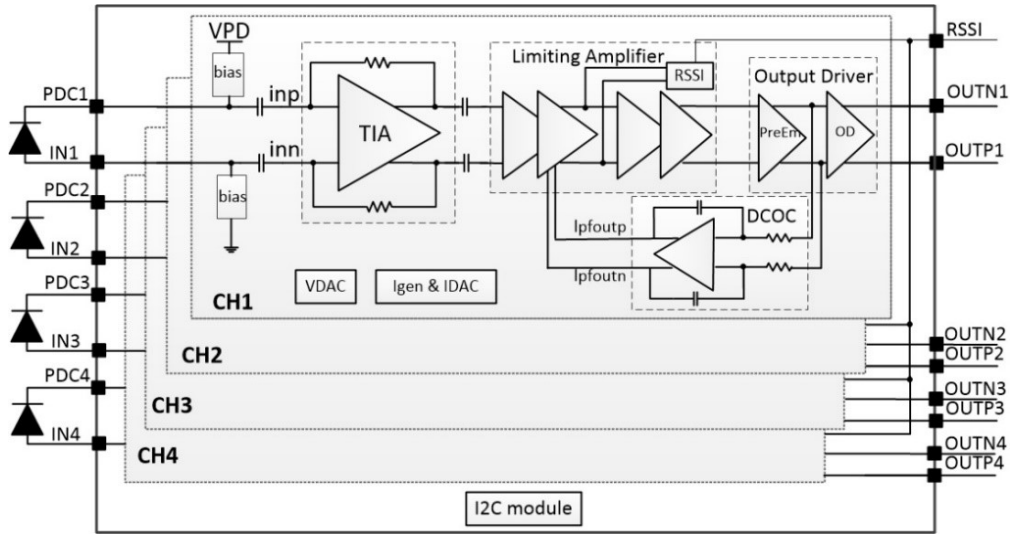 RSSI
VPD
Limiting Amplifier
bias
RSSI
Output Driver
PDC1
inp
OUTN1
TIA
PreEm
OD
IN1
inn
OUTP1
PDC2
bias
DCOC
lpfoutp
IN2
lpfoutn
PDC3
VDAC
Igen & IDAC
CH1
IN3
CH2
OUTN2
OUTP2
PDC4
CH3
OUTN3
OUTP3
IN4
CH4
OUTN4
OUTP4
I2C module